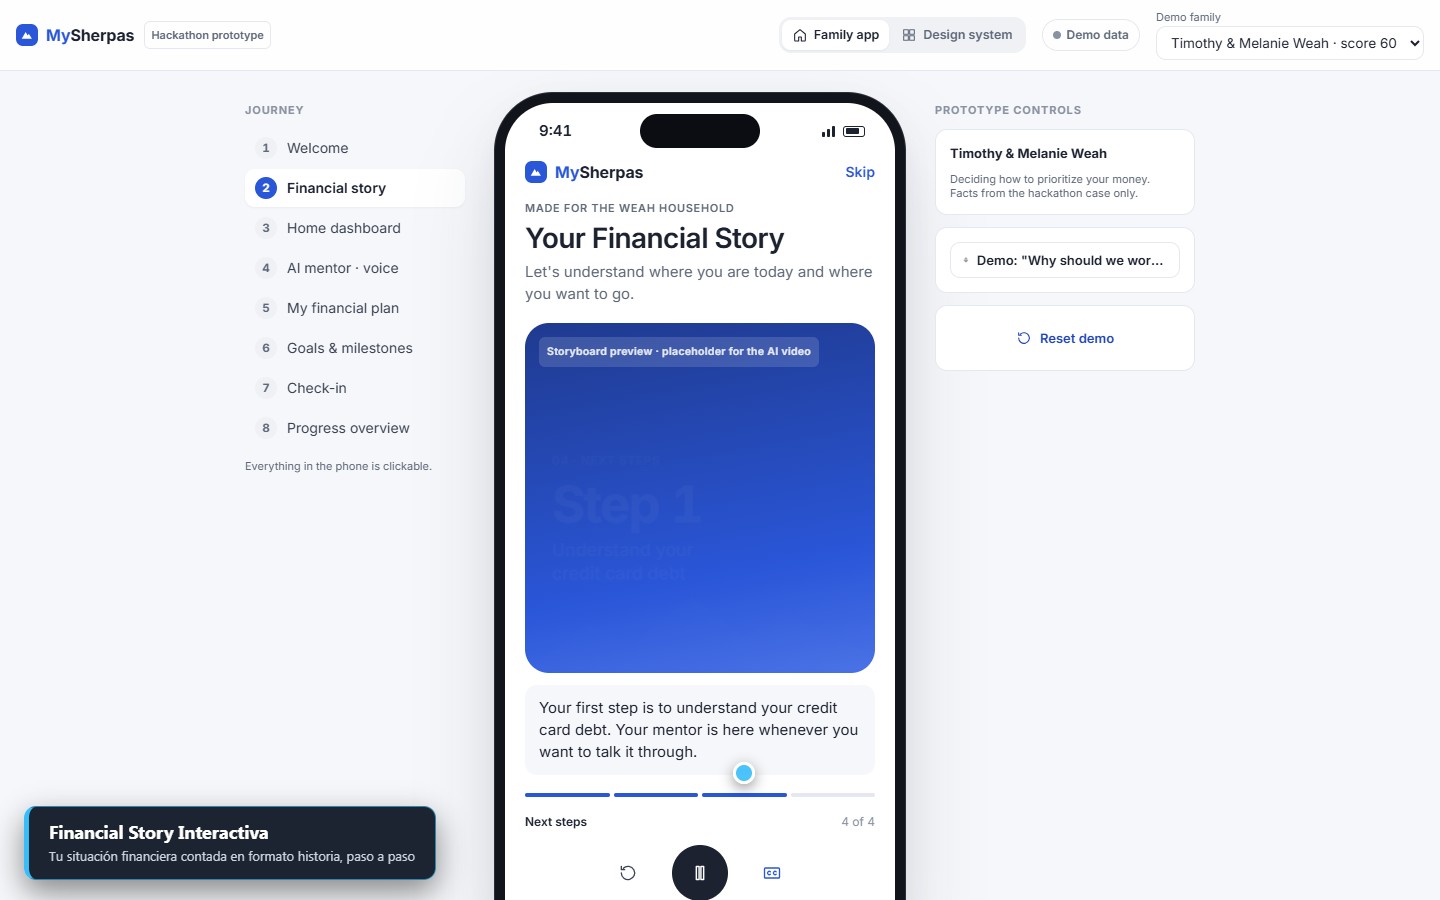 MySherpas
Hackathon prototype
Family app
Design system
Demo data
Demo family
Timothy & Melanie Weah · score 60
JOURNEY
1 Welcome
2 Financial story
3 Home dashboard
4 AI mentor · voice
5 My financial plan
6 Goals & milestones
7 Check-in
8 Progress overview
Everything in the phone is clickable.
9:41
MySherpas
Skip
MADE FOR THE WEAH HOUSEHOLD
Your Financial Story
Let's understand where you are today and where
you want to go.
Storyboard preview · placeholder for the AI video
Step 1
Understand your
credit card debt
Your first step is to understand your credit
card debt. Your mentor is here whenever you
want to talk it through.
Next steps
4 of 4
CC
PROTOTYPE CONTROLS
Timothy & Melanie Weah
Deciding how to prioritize your money.
Facts from the hackathon case only.
Demo: "Why should we wor...
Reset demo
Financial Story Interactiva
Tu situación financiera contada en formato historia, paso a paso